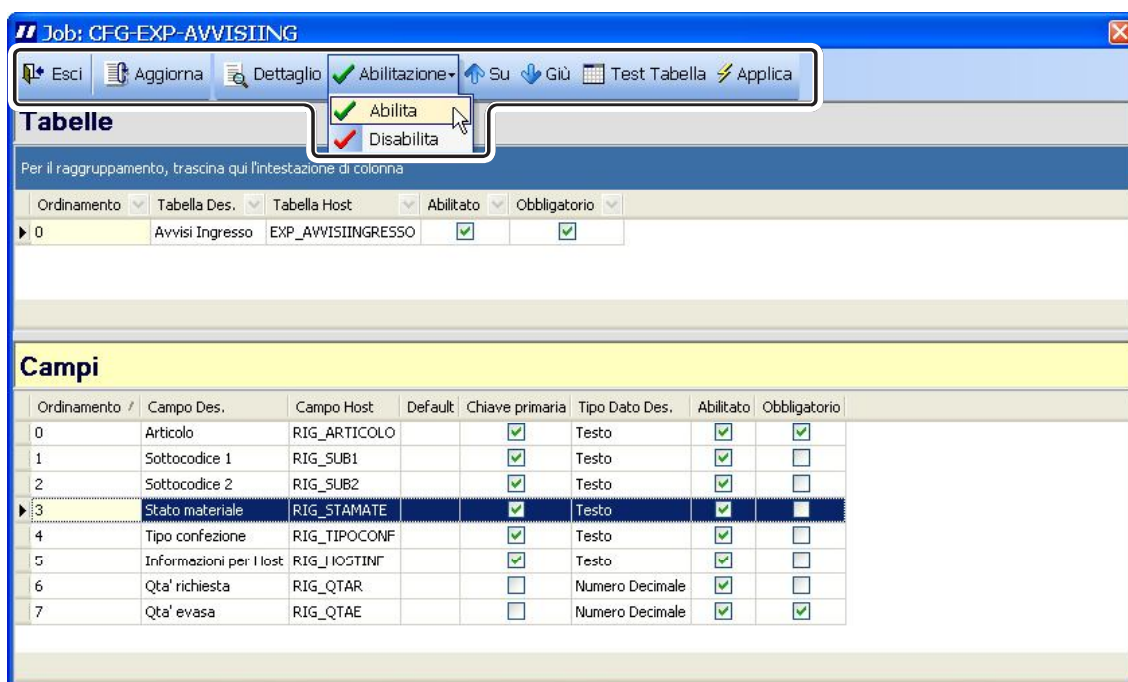 Job: CFG-EXP-AVVISIING
Esci Aggiorna Dettaglio Abilitazione Su Giù Test Tabella Applica
Abilita
Disabilita
Tabelle
Per il raggruppamento, trascina qui l'intestazione di colonna
Ordinamento Tabella Des. Tabella Host Abilitato Obbligatorio
0 Avvisi Ingresso EXP_AVVISIINGRESSO
Campi
Ordinamento Campo Des. Campo Host Default Chiave primaria Tipo Dato Des. Abilitato Obbligatorio
0 Articolo RIG_ARTICOLO Testo
1 Sottocodice 1 RIG_SUB1 Testo
2 Sottocodice 2 RIG_SUB2 Testo
3 Stato materiale RIG_STAMATE Testo
4 Tipo confezione RIG_TIPOCONF Testo
5 Informazioni per Host RIG_HOSTINF Testo
6 Qta' richiesta RIG_QTAR Numero Decimale
7 Qta' evasa RIG_QTAE Numero Decimale